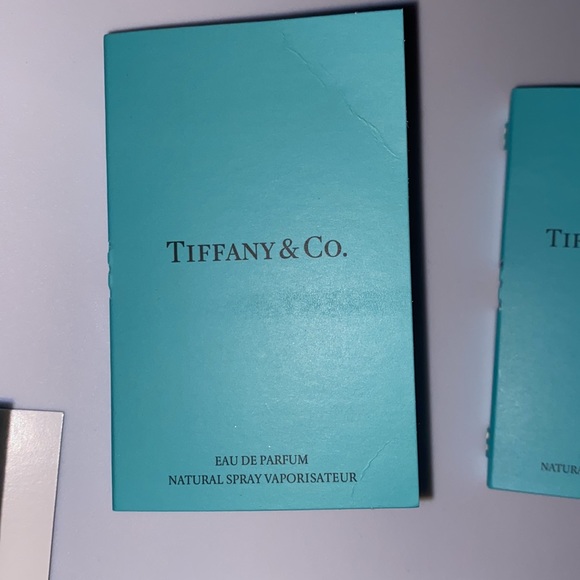 TIFFANY & CO.
EAU DE PARFUM
NATURAL SPRAY VAPORISATEUR